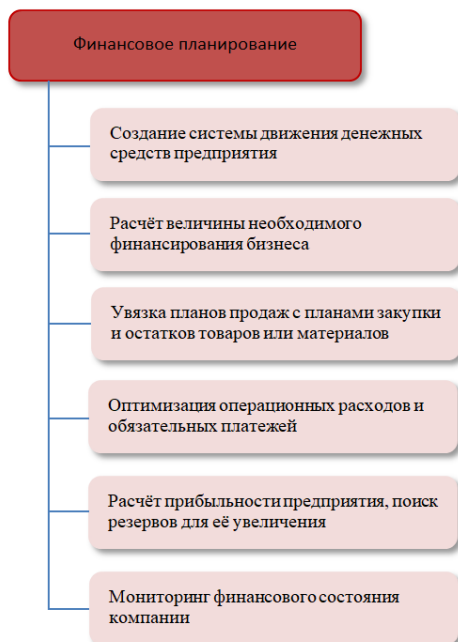 Финансовое планирование
Создание системы движения денежных
средств предприятия
Расчёт величины необходимого
финансирования бизнеса
Увязка планов продаж с планами закупки
и остатков товаров или материалов
Оптимизация операционных расходов и
обязательных платежей
Расчёт прибыльности предприятия, поиск
резервов для её увеличения
Мониторинг финансового состояния
компании